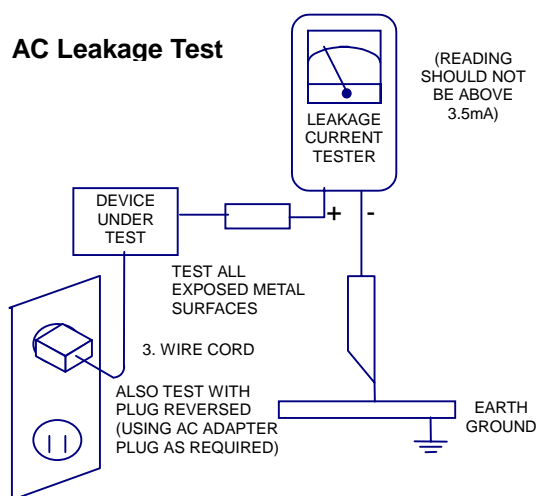 AC Leakage Test
(READING
SHOULD NOT
BE ABOVE
3.5mA)
LEAKAGE
CURRENT
TESTER
DEVICE
UNDER
TEST
+ -
TEST ALL
EXPOSED METAL
SURFACES
3. WIRE CORD
ALSO TEST WITH
PLUG REVERSED
(USING AC ADAPTER
PLUG AS REQUIRED)
EARTH
GROUND